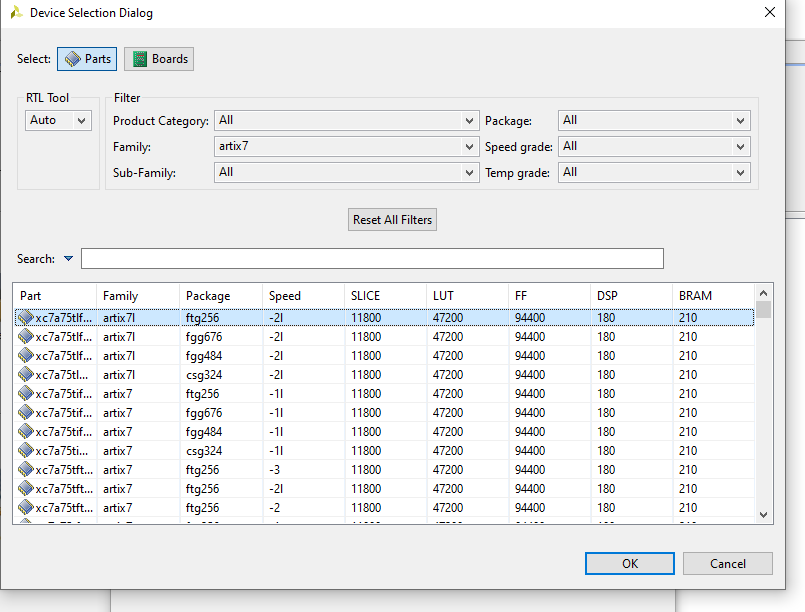 Device Selection Dialog
Select: Parts Boards
RTL Tool
Auto
Filter
Product Category: All Package: All
Family: artix7 Speed grade: All
Sub-Family: All Temp grade: All
Reset All Filters
Search:
Part Family Package Speed SLICE LUT FF DSP BRAM
xc7a75tlf... artix7l ftg256 -2l 11800 47200 94400 180 210
xc7a75tlf... artix7l fgg676 -2l 11800 47200 94400 180 210
xc7a75tlf... artix7l fgg484 -2l 11800 47200 94400 180 210
xc7a75tl... artix7l csg324 -2l 11800 47200 94400 180 210
xc7a75tif... artix7 ftg256 -1l 11800 47200 94400 180 210
xc7a75tif... artix7 fgg676 -1l 11800 47200 94400 180 210
xc7a75tif... artix7 fgg484 -1l 11800 47200 94400 180 210
xc7a75ti... artix7 csg324 -1l 11800 47200 94400 180 210
xc7a75tft... artix7 ftg256 -3 11800 47200 94400 180 210
xc7a75tft... artix7 ftg256 -2l 11800 47200 94400 180 210
xc7a75tft... artix7 ftg256 -2 11800 47200 94400 180 210
OK Cancel